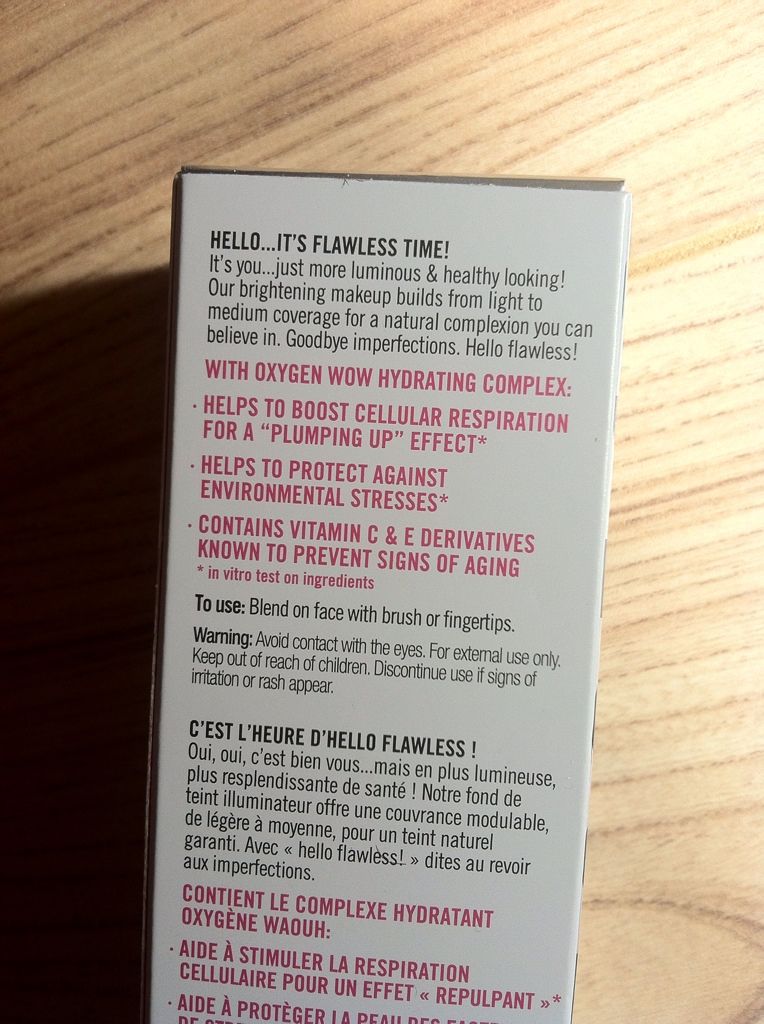 HELLO...IT'S FLAWLESS TIME!
It's you...just more luminous & healthy looking!
Our brightening makeup builds from light to
medium coverage for a natural complexion you can
believe in. Goodbye imperfections. Hello flawless!
WITH OXYGEN WOW HYDRATING COMPLEX:
· HELPS TO BOOST CELLULAR RESPIRATION
FOR A “PLUMPING UP” EFFECT*
· HELPS TO PROTECT AGAINST
ENVIRONMENTAL STRESSES*
· CONTAINS VITAMIN C & E DERIVATIVES
KNOWN TO PREVENT SIGNS OF AGING
* in vitro test on ingredients
To use: Blend on face with brush or fingertips.
Warning: Avoid contact with the eyes. For external use only.
Keep out of reach of children. Discontinue use if signs of
irritation or rash appear.
C'EST L'HEURE D'HELLO FLAWLESS !
Oui, oui, c'est bien vous...mais en plus lumineuse,
plus resplendissante de santé ! Notre fond de
teint illuminateur offre une couvrance modulable,
de légère à moyenne, pour un teint naturel
garanti. Avec « hello flawless! » dites au revoir
aux imperfections.
CONTIENT LE COMPLEXE HYDRATANT
OXYGÈNE WAOUH:
· AIDE À STIMULER LA RESPIRATION
CELLULAIRE POUR UN EFFET « REPULPANT »*
· AIDE À PROTÈGER LA PEAU DES